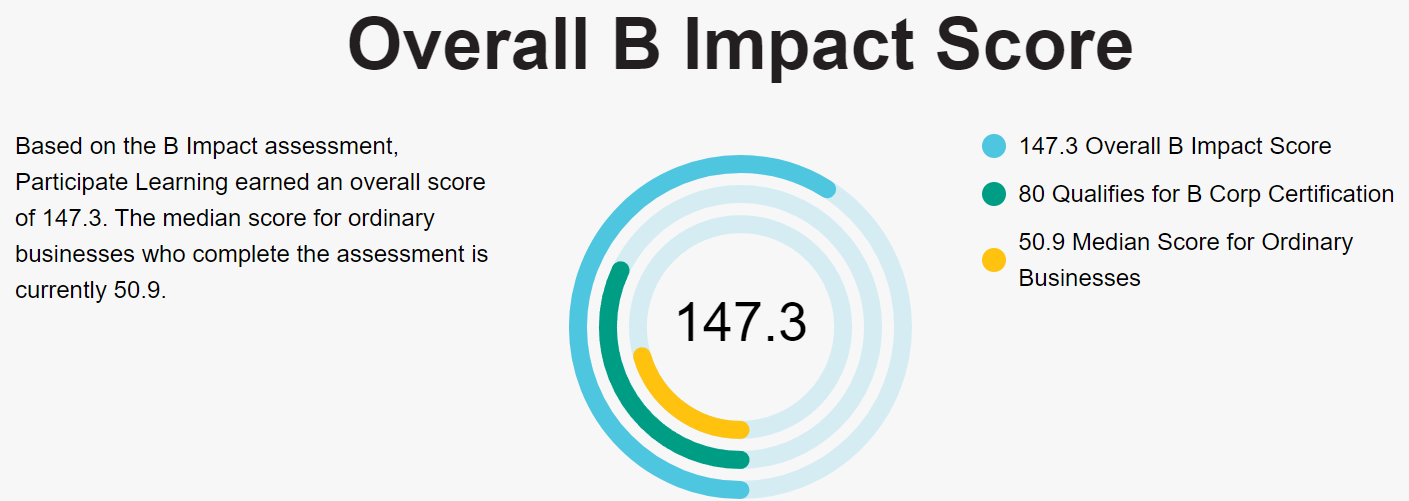 Overall B Impact Score
Based on the B Impact assessment,
Participate Learning earned an overall score
of 147.3. The median score for ordinary
businesses who complete the assessment is
currently 50.9.
147.3
147.3 Overall B Impact Score
80 Qualifies for B Corp Certification
50.9 Median Score for Ordinary
Businesses